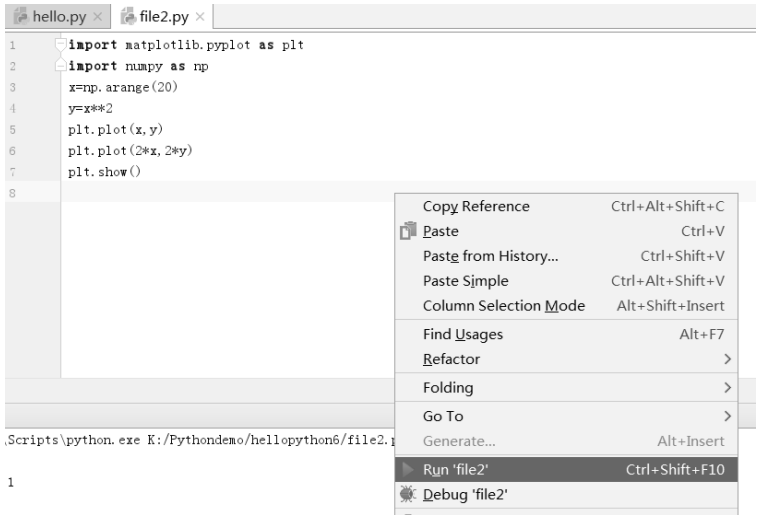 hello.py
file2.py
1 import matplotlib.pyplot as plt
2 import numpy as np
3 x=np.arange(20)
4 y=x**2
5 plt.plot(x,y)
6 plt.plot(2*x,2*y)
7 plt.show()
8
Copy Reference Ctrl+Alt+Shift+C
Paste Ctrl+V
Paste from History... Ctrl+Shift+V
Paste Simple Ctrl+Alt+Shift+V
Column Selection Mode Alt+Shift+Insert
Find Usages Alt+F7
Refactor
Folding
Go To
Generate... Alt+Insert
Run 'file2' Ctrl+Shift+F10
Debug 'file2'
\Scripts\python.exe K:/Pythondemo/hellopython6/file2.p
1